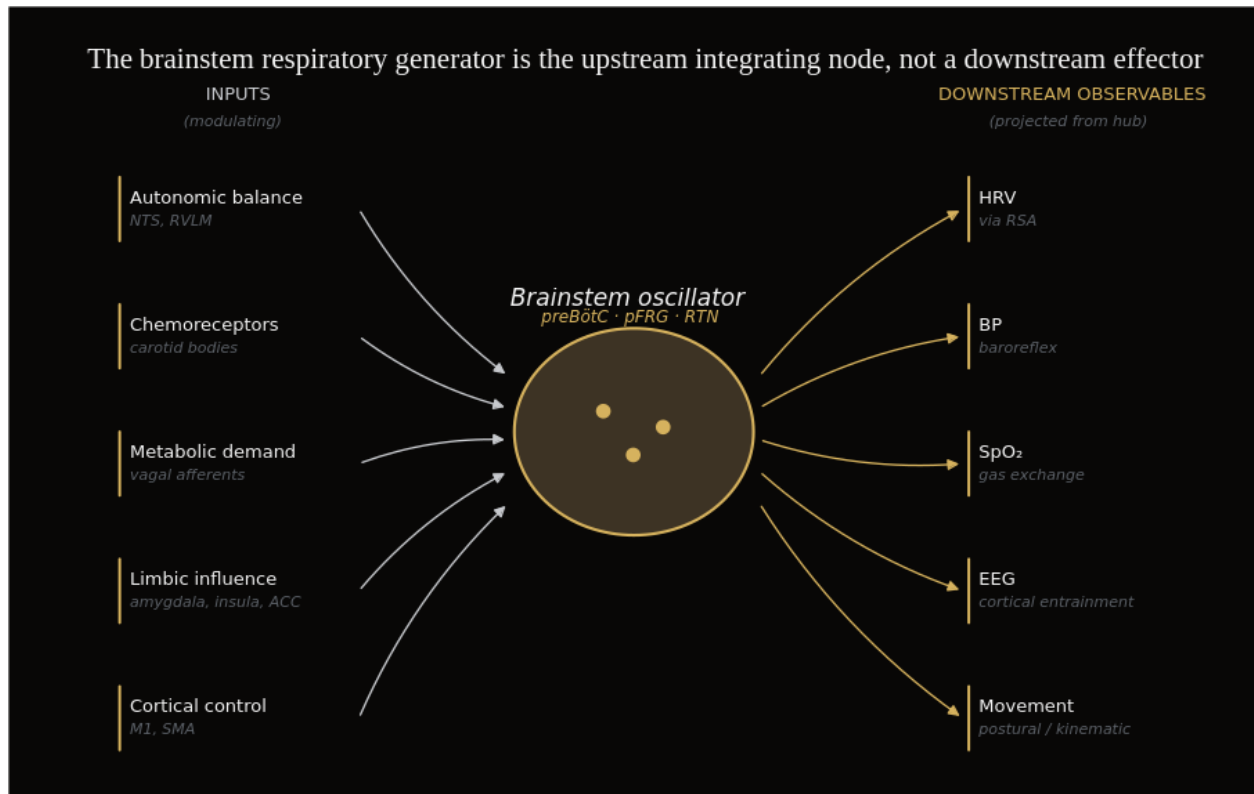 The brainstem respiratory generator is the upstream integrating node, not a downstream effector
INPUTS
(modulating)
Autonomic balance
NTS, RVLM
Chemoreceptors
carotid bodies
Metabolic demand
vagal afferents
Limbic influence
amygdala, insula, ACC
Cortical control
M1, SMA
Brainstem oscillator
preBötC · pFRG · RTN
DOWNSTREAM OBSERVABLES
(projected from hub)
HRV
via RSA
BP
baroreflex
SpO₂
gas exchange
EEG
cortical entrainment
Movement
postural / kinematic